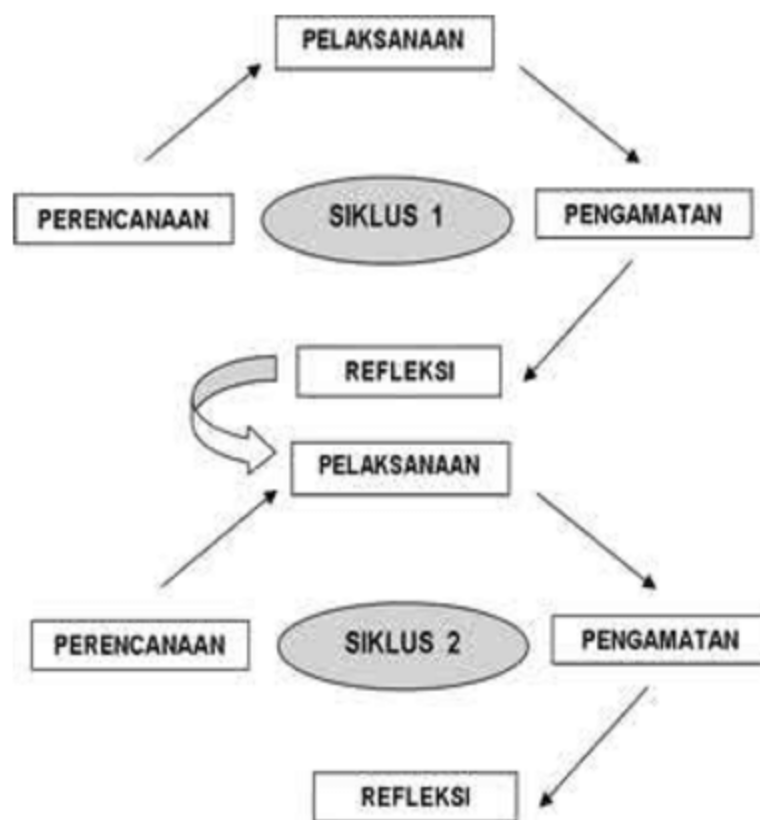 PELAKSANAAN
PERENCANAAN
SIKLUS 1
PENGAMATAN
REFLEKSI
PELAKSANAAN
PERENCANAAN
SIKLUS 2
PENGAMATAN
REFLEKSI